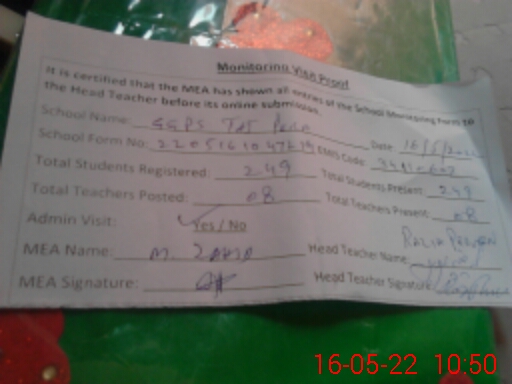 Monitoring Visit Proof
It is certified that the MEA has shown all entries of the School Monitoring Form to
the Head Teacher before its online submission.
School Name: GGPS Date: 16/5/2022
School Form No: EMIS Code:
Total Students Registered: 249 Total Students Present: 249
Total Teachers Posted: 08 Total Teachers Present: 08
Admin Visit: Yes / No
MEA Name: M. Head Teacher Name:
MEA Signature: Head Teacher Signature:
16-05-22 10:50